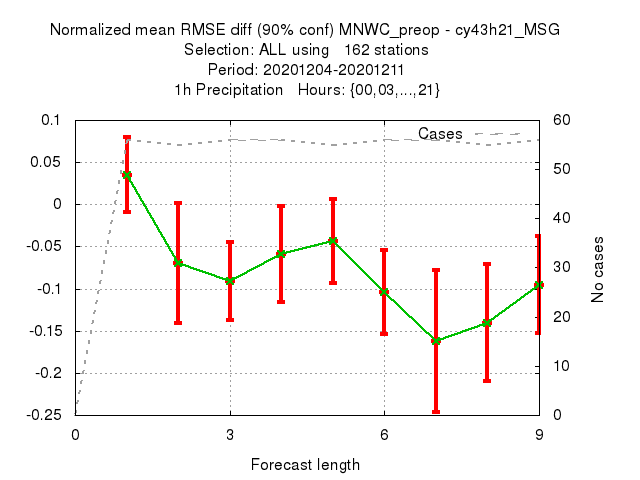 Normalized mean RMSE diff (90% conf) MNWC_preop - cy43h21_MSG
Selection: ALL using   162 stations
Period: 20201204-20201211
1h Precipitation   Hours: {00,03,...,21}
0.1
0.05
0
-0.05
-0.1
-0.15
-0.2
-0.25
60
50
40
30
20
10
0
Cases
No cases
0
3
6
9
Forecast length